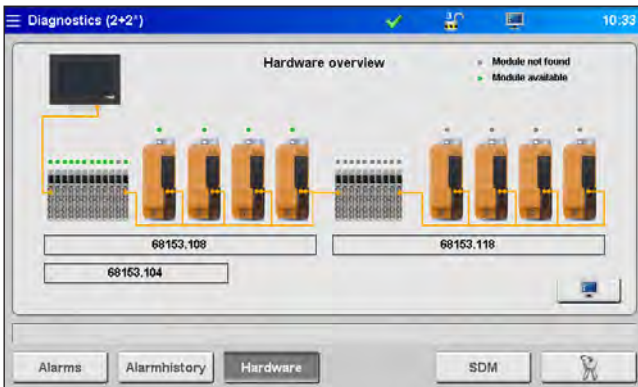 Diagnostics (2+2*)
10:33
Hardware overview
Module not found
Module available
68153.108
68153.118
68153.104
Alarms
Alarmhistory
Hardware
SDM